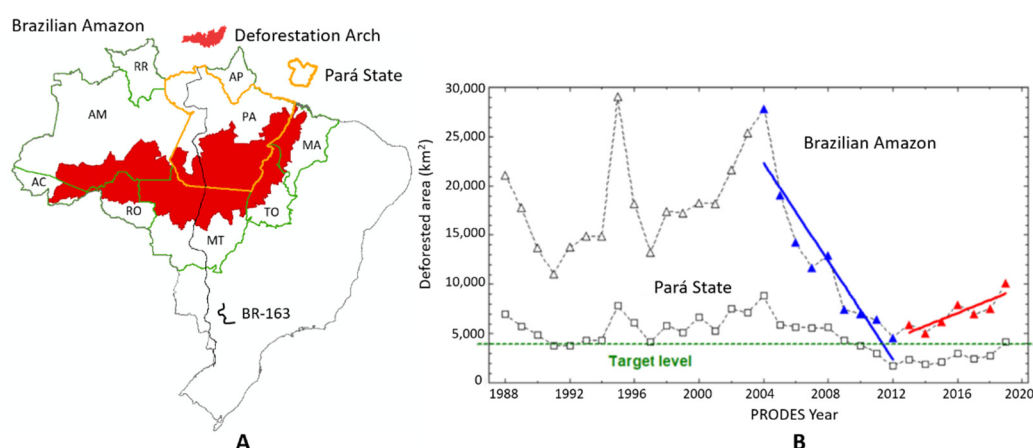 Brazilian Amazon
Deforestation Arch
Pará State
RR
AP
AM
PA
MA
AC
RO
TO
MT
BR-163
A
30,000
25,000
20,000
15,000
10,000
5,000
0
Deforested area (km²)
Brazilian Amazon
Pará State
Target level
1988 1992 1996 2000 2004 2008 2012 2016 2020
PRODES Year
B